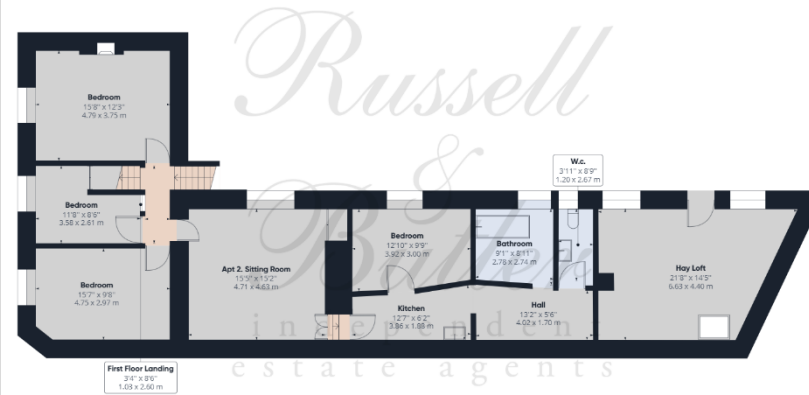 Russell
&
Butler
independent
estate agents
Bedroom
15'8" x 12'3"
4.79 x 3.75 m
Bedroom
11'8" x 8'6"
3.58 x 2.61 m
Bedroom
15'7" x 9'8"
4.75 x 2.97 m
First Floor Landing
3'4" x 8'6"
1.03 x 2.60 m
Apt 2. Sitting Room
15'5" x 15'2"
4.71 x 4.63 m
Bedroom
12'10" x 9'9"
3.92 x 3.00 m
Kitchen
12'7" x 6'2"
3.86 x 1.88 m
Bathroom
9'1" x 8'11"
2.78 x 2.74 m
W.c.
3'11" x 8'9"
1.20 x 2.67 m
Hall
13'2" x 5'6"
4.02 x 1.70 m
Hay Loft
21'8" x 14'5"
6.63 x 4.40 m